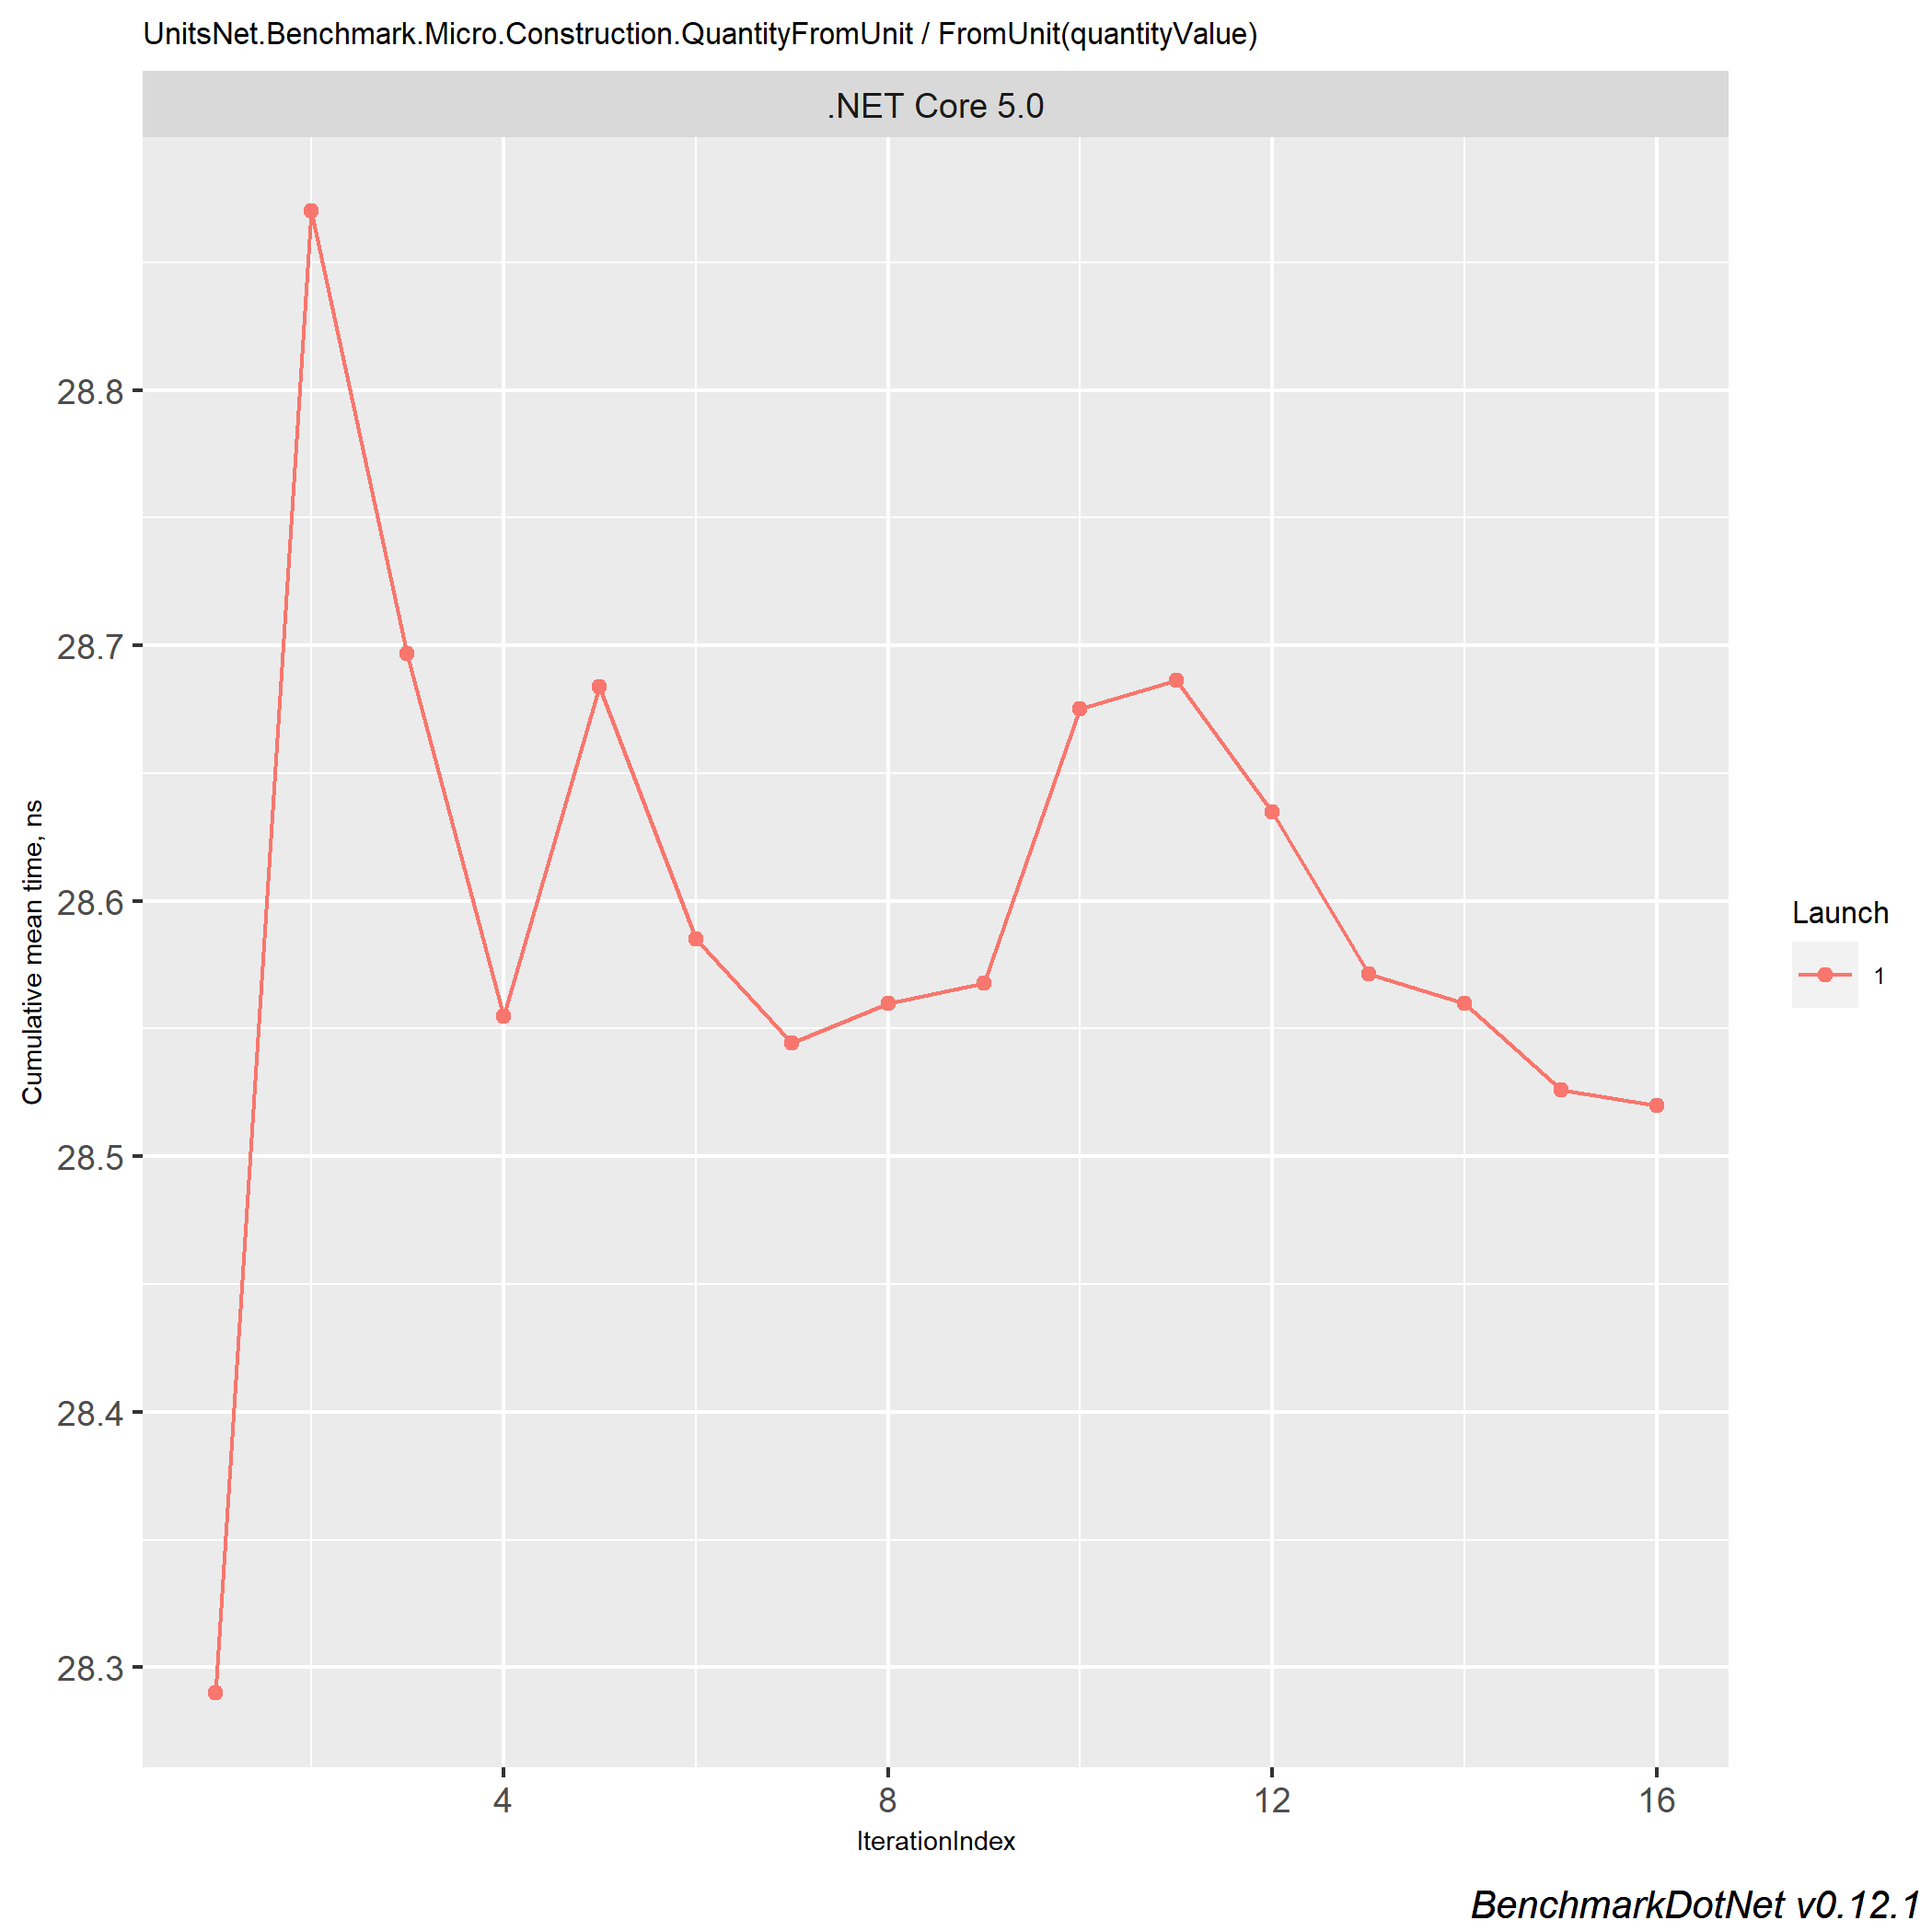 UnitsNet.Benchmark.Micro.Construction.QuantityFromUnit / FromUnit(quantityValue)
.NET Core 5.0
Cumulative mean time, ns
28.8
28.7
28.6
28.5
28.4
28.3
4 8 12 16
IterationIndex
Launch
1
BenchmarkDotNet v0.12.1